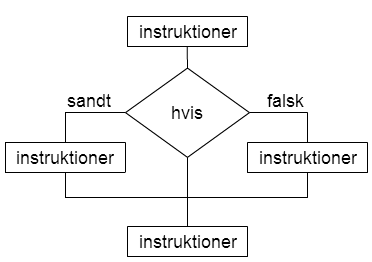 instruktioner
sandt
falsk
hvis
instruktioner
instruktioner
instruktioner